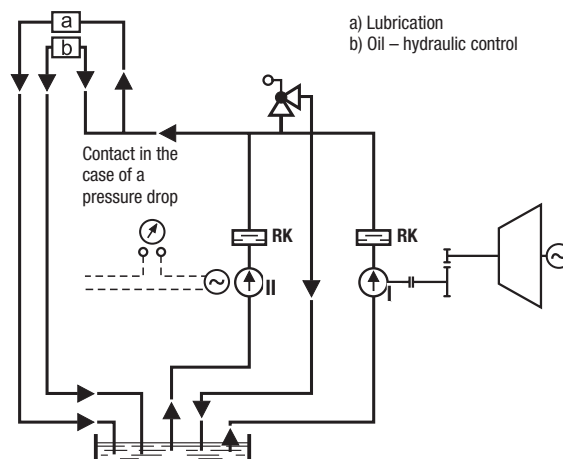 a
b
a) Lubrication
b) Oil – hydraulic control
Contact in the
case of a
pressure drop
RK
RK
II
I